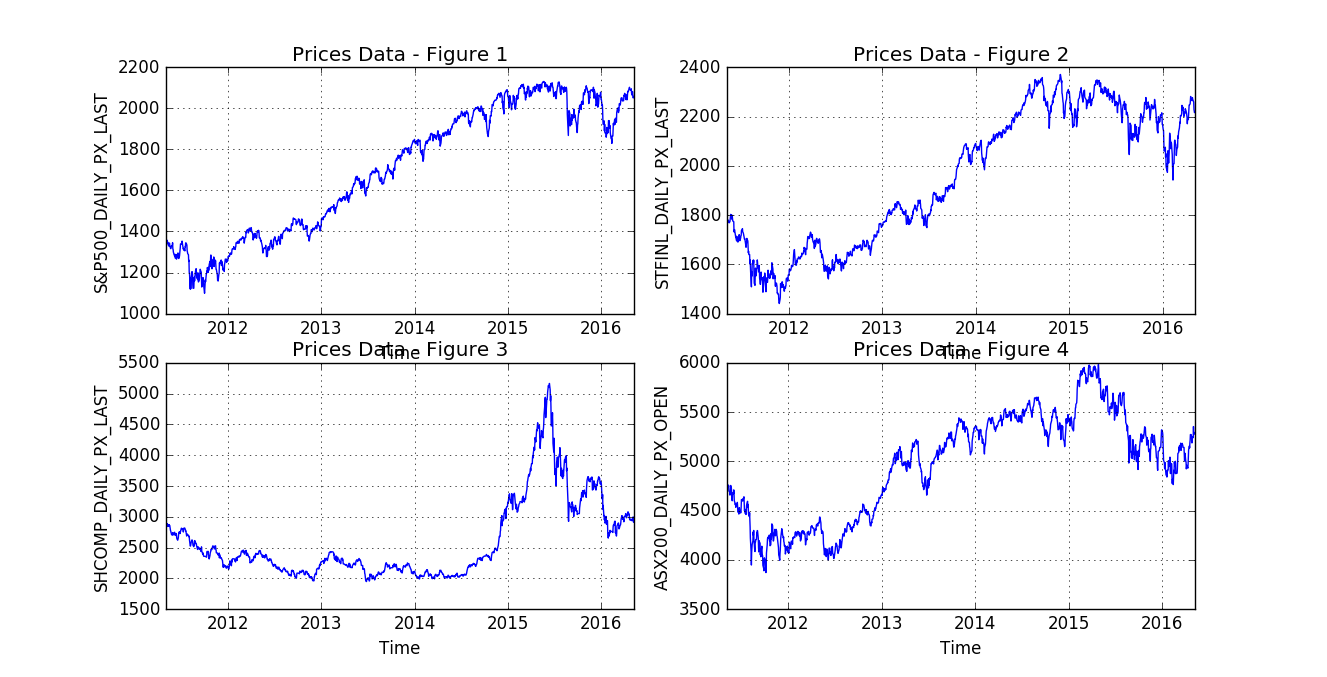 Prices Data - Figure 1
S&P500_DAILY_PX_LAST
2200
2000
1800
1600
1400
1200
1000
2012 2013 2014 2015 2016
Time
Prices Data - Figure 2
STFINL_DAILY_PX_LAST
2400
2200
2000
1800
1600
1400
2012 2013 2014 2015 2016
Time
Prices Data - Figure 3
SHCOMP_DAILY_PX_LAST
5500
5000
4500
4000
3500
3000
2500
2000
1500
2012 2013 2014 2015 2016
Time
Prices Data - Figure 4
ASX200_DAILY_PX_OPEN
6000
5500
5000
4500
4000
3500
2012 2013 2014 2015 2016
Time